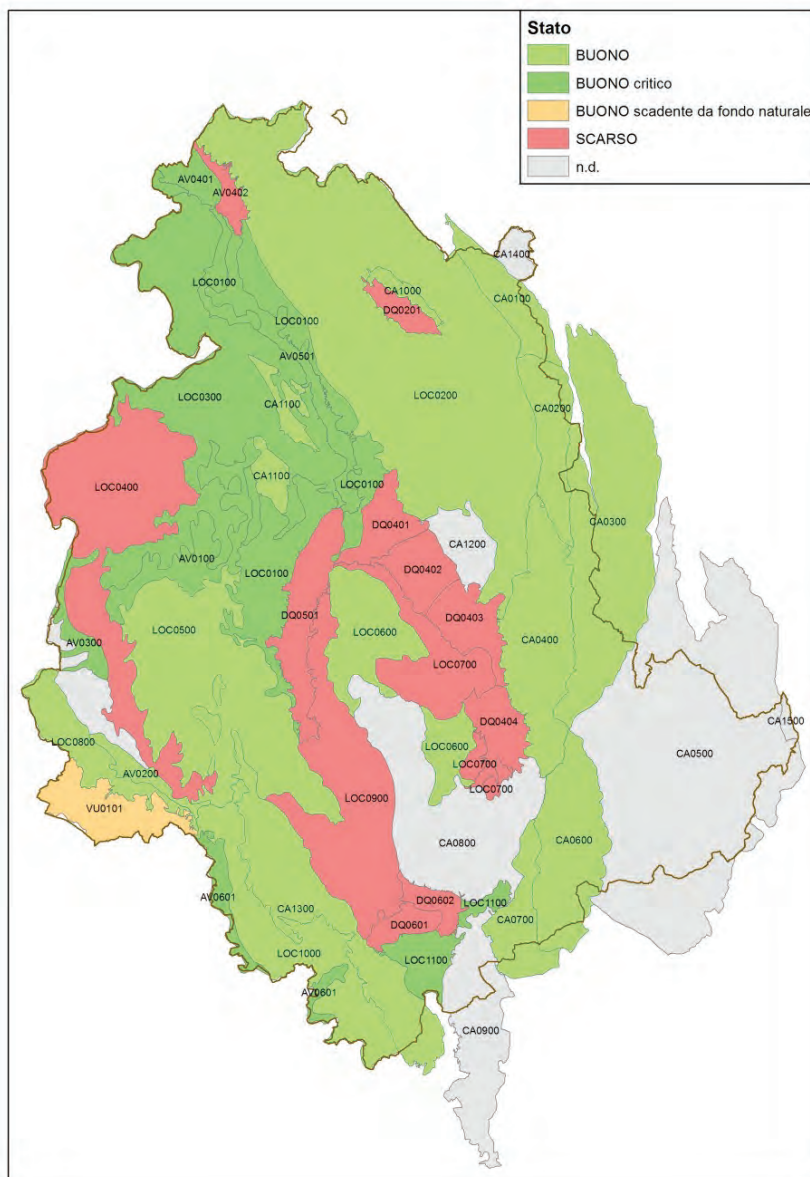 Stato
BUONO
BUONO critico
BUONO scadente da fondo naturale
SCARSO
n.d.
AV0401
AV0402
CA1400
LOC0100
CA1000
CA0100
DQ0201
LOC0100
AV0501
LOC0300
LOC0200
CA1100
CA0200
CA1100
LOC0100
LOC0400
CA0300
DQ0401
CA1200
DQ0402
AV0100
LOC0100
DQ0501
DQ0403
LOC0500
LOC0600
CA0400
AV0300
LOC0700
DQ0404
CA1500
LOC0800
LOC0600
CA0500
AV0200
LOC0700
LOC0700
VU0101
LOC0900
CA0800
CA0600
AV0601
DQ0602
LOC1100
CA1300
CA0700
DQ0601
LOC1000
LOC1100
CA0900